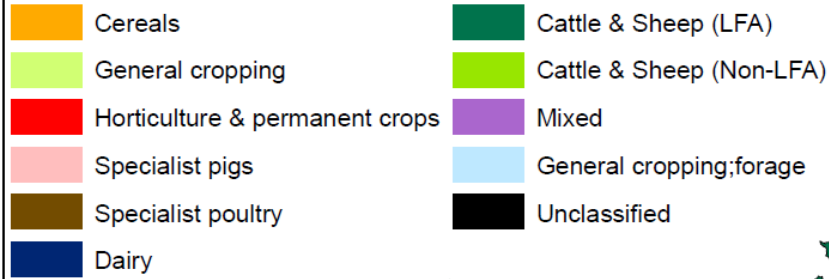 Cereals
General cropping
Horticulture & permanent crops
Specialist pigs
Specialist poultry
Dairy
Cattle & Sheep (LFA)
Cattle & Sheep (Non-LFA)
Mixed
General cropping;forage
Unclassified